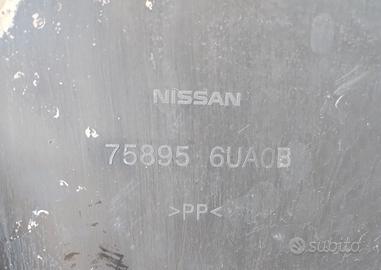 NISSAN
75895 6UA0B
>PP<
subito